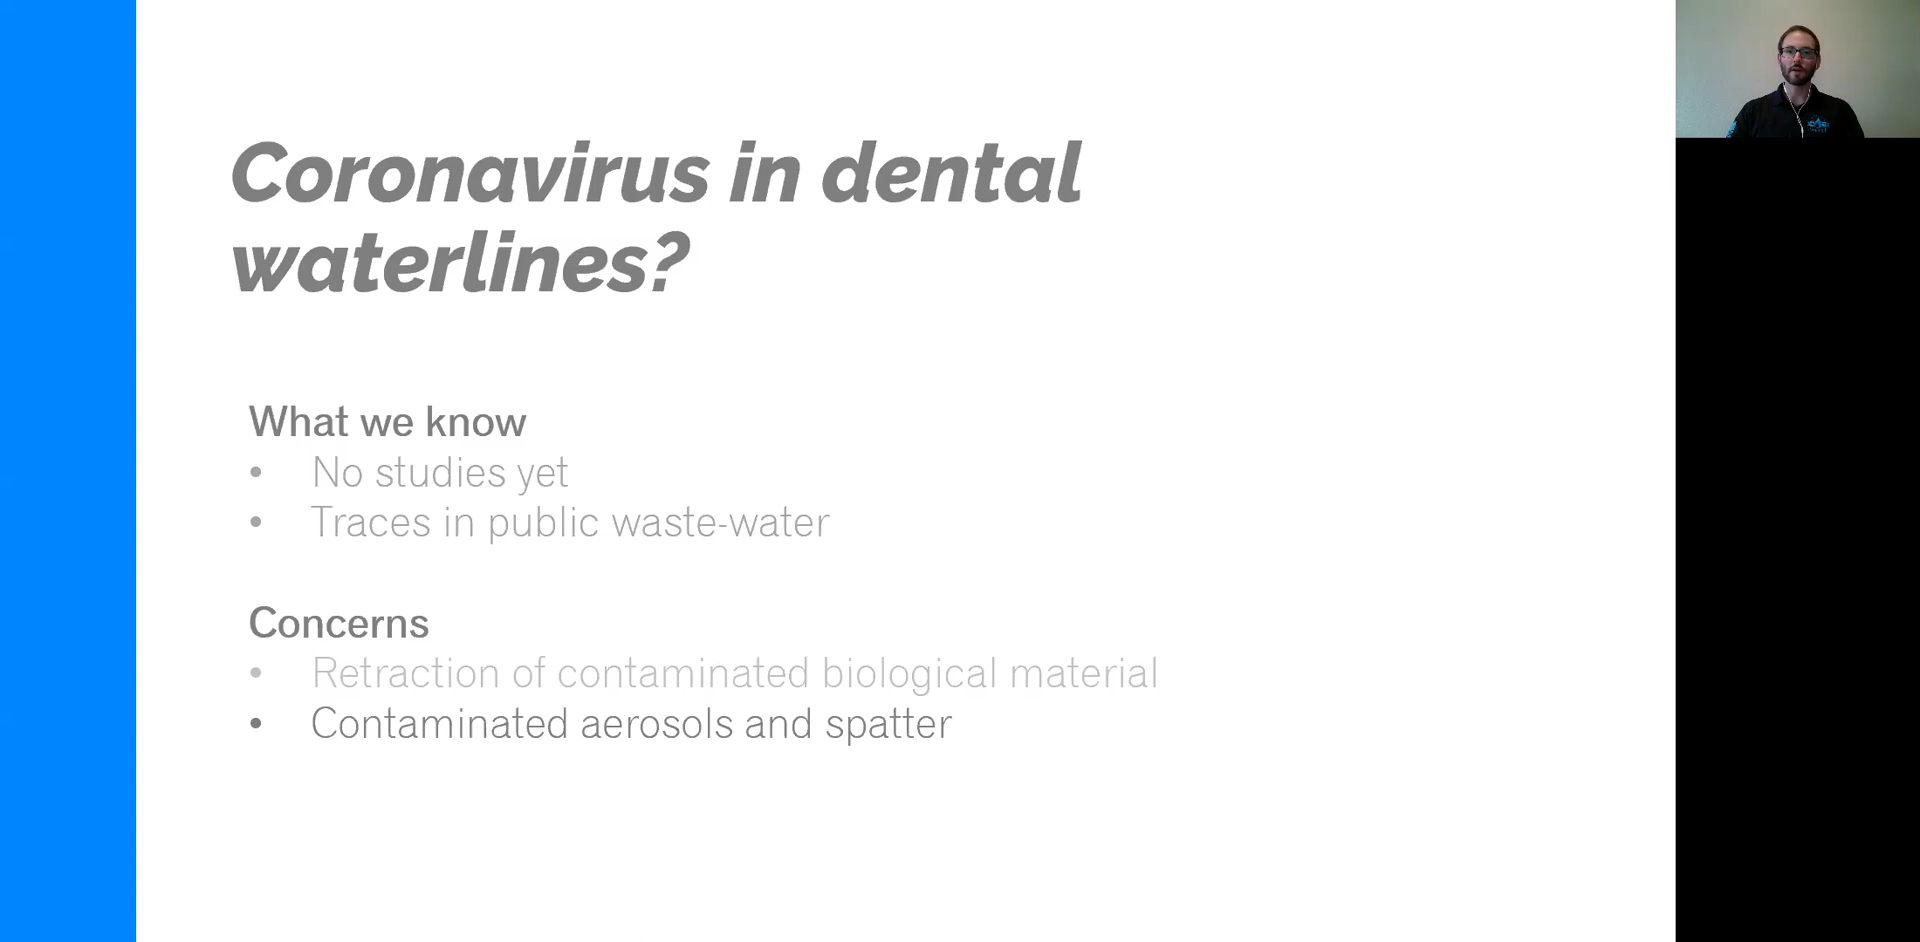 Coronavirus in dental
waterlines?
What we know
• No studies yet
• Traces in public waste-water
Concerns
• Retraction of contaminated biological material
• Contaminated aerosols and spatter